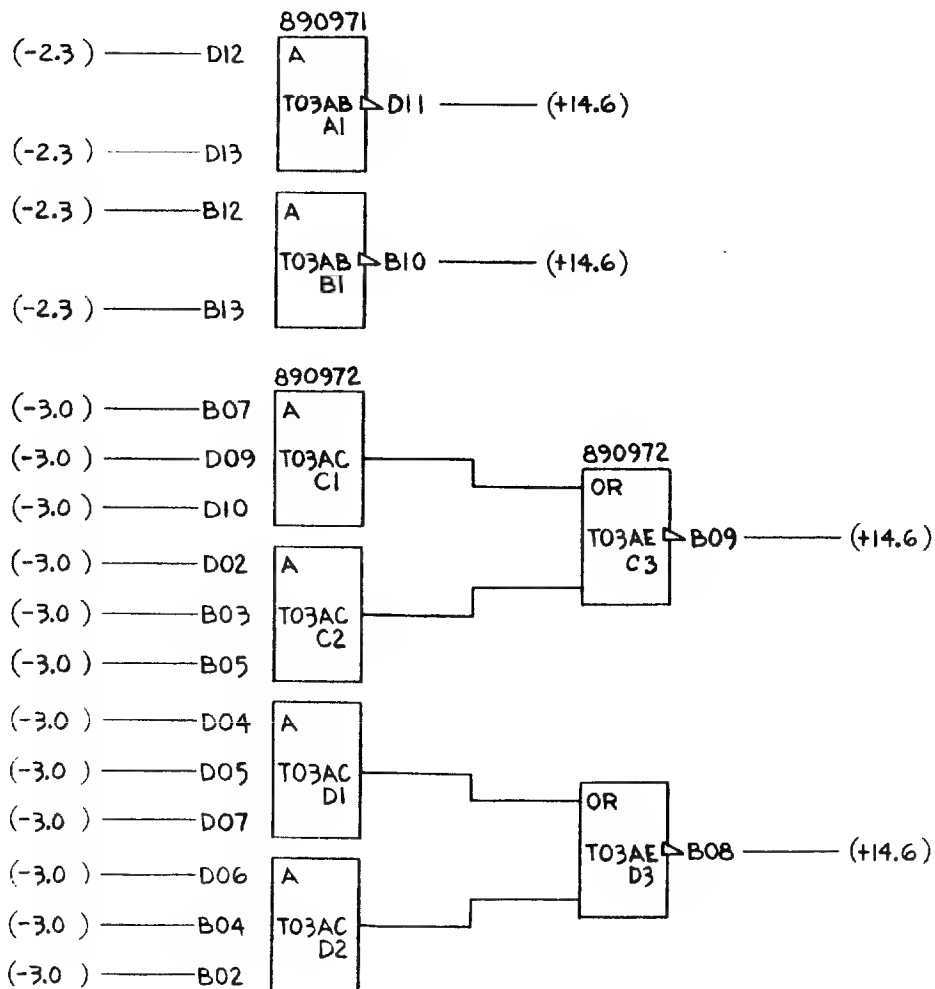 890971
(-2.3 ) D12
A
T03AB D11 (+14.6)
A1
(-2.3 ) D13
(-2.3 ) B12
A
T03AB B10 (+14.6)
B1
(-2.3 ) B13
890972
(-3.0 ) B07
A
(-3.0 ) D09
T03AC
C1
(-3.0 ) D10
890972
OR
T03AE B09 (+14.6)
C3
(-3.0 ) D02
A
(-3.0 ) B03
T03AC
C2
(-3.0 ) B05
(-3.0 ) D04
A
(-3.0 ) D05
T03AC
D1
(-3.0 ) D07
OR
T03AE B08 (+14.6)
D3
(-3.0 ) D06
A
(-3.0 ) B04
T03AC
D2
(-3.0 ) B02